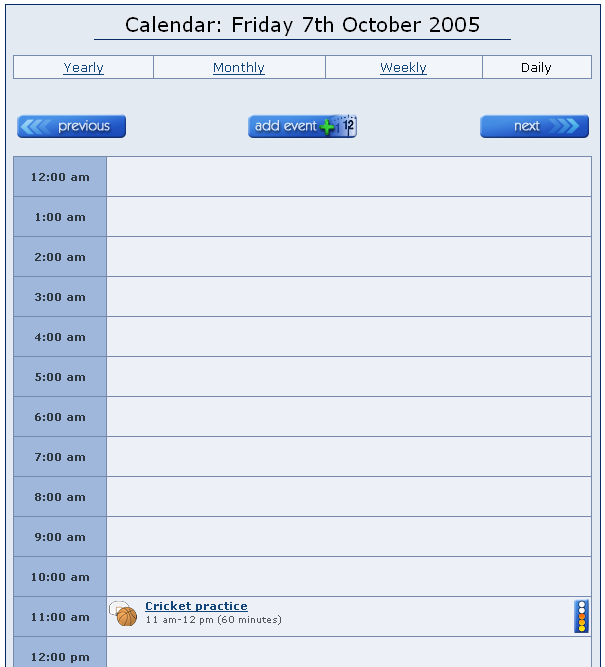 Calendar: Friday 7th October 2005
Yearly Monthly Weekly Daily
previous add event 12 next
12:00 am
1:00 am
2:00 am
3:00 am
4:00 am
5:00 am
6:00 am
7:00 am
8:00 am
9:00 am
10:00 am
11:00 am
Cricket practice
11 am-12 pm (60 minutes)
12:00 pm